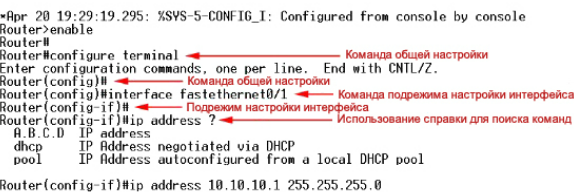 *Apr 20 19:29:19.295: %SYS-5-CONFIG_I: Configured from console by console
Router>enable
Router#
Router#configure terminal Команда общей настройки
Enter configuration commands, one per line. End with CNTL/Z.
Router(config)# Команда общей настройки
Router(config)#interface fastethernet0/1 Команда подрежима настройки интерфейса
Router(config-if)# Подрежим настройки интерфейса
Router(config-if)#ip address ? Использование справки для поиска команд
A.B.C.D IP address
dhcp IP Address negotiated via DHCP
pool IP Address autoconfigured from a local DHCP pool
Router(config-if)#ip address 10.10.10.1 255.255.255.0